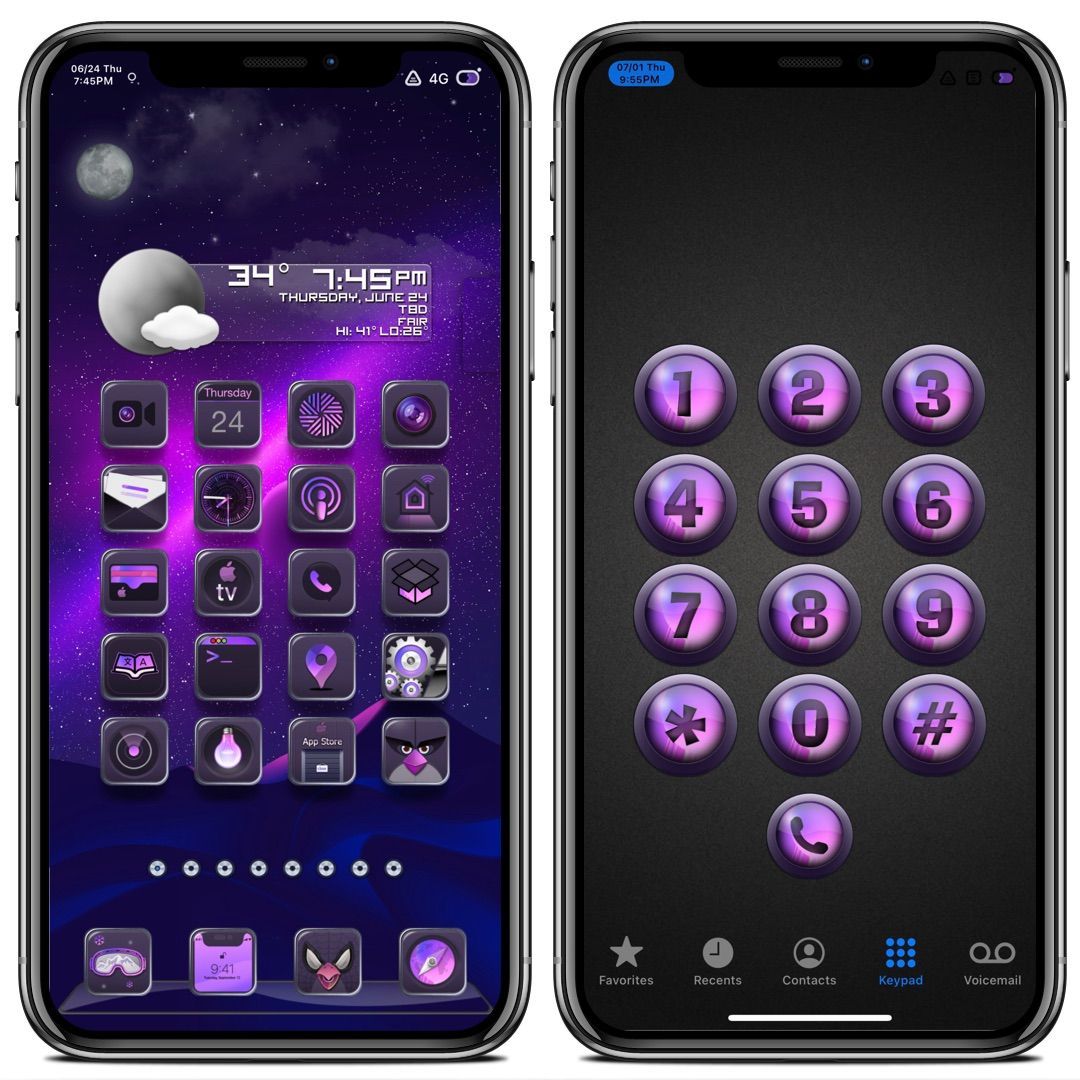 06/24 Thu
7:45PM
4G
34° 7:45PM
THURSDAY, JUNE 24
TBD
FAIR
HI: 41° LO:26°
Thursday
24
tv
文 A
>_
App Store
9:41
07/01 Thu
9:55PM
1 2 3
4 5 6
7 8 9
* 0 #
Favorites Recents Contacts Keypad Voicemail